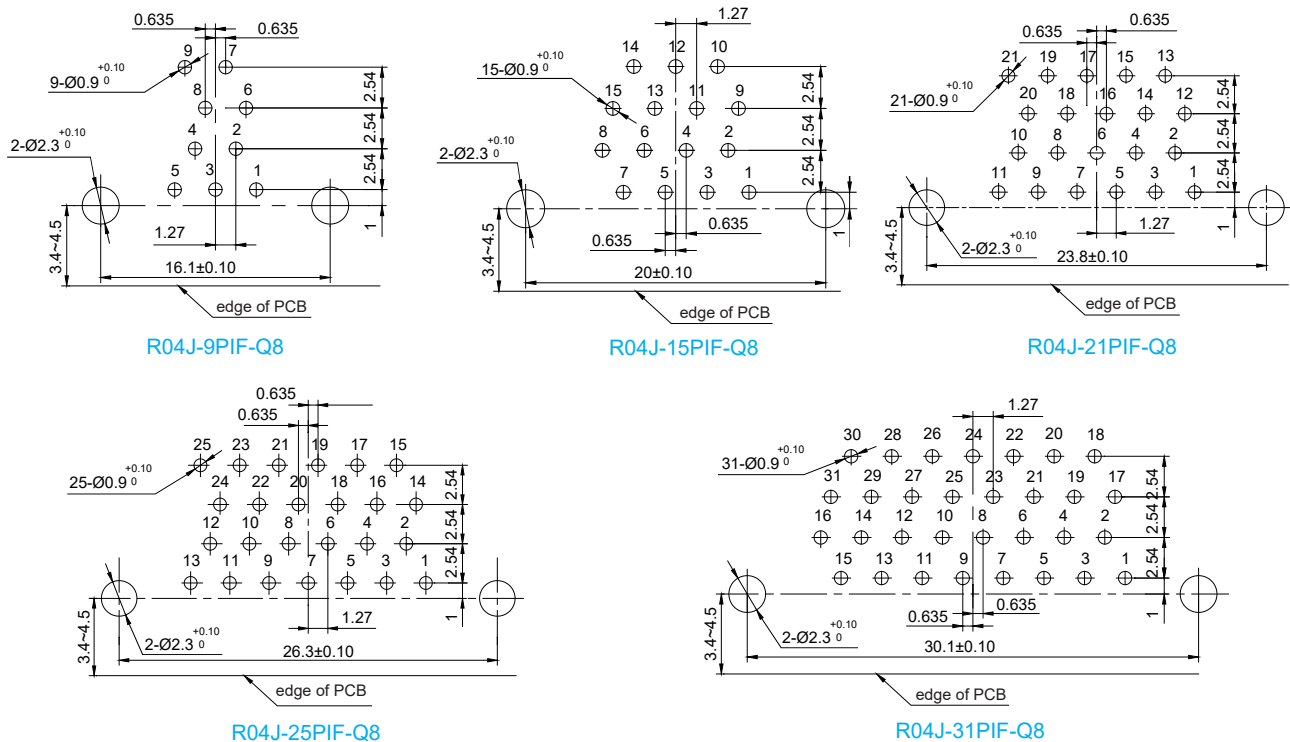 0.635 0.635
9 7
9-Ø0.9 +0.10 0
8 6
2.54
4 2
2.54
2-Ø2.3 +0.10 0
5 3 1
2.54
1
3.4~4.5
1.27
16.1±0.10
edge of PCB
R04J-9PIF-Q8
1.27
14 12 10
15-Ø0.9 +0.10 0
15 13 11 9
2.54
8 6 4 2
2.54
2-Ø2.3 +0.10 0
7 5 3 1
2.54
1
3.4~4.5
0.635
0.635
20±0.10
edge of PCB
R04J-15PIF-Q8
0.635
0.635
21 19 17 15 13
21-Ø0.9 +0.10 0
20 18 16 14 12
2.54
10 8 6 4 2
2.54
11 9 7 5 3 1
2.54
1
3.4~4.5
2-Ø2.3 +0.10 0
1.27
23.8±0.10
edge of PCB
R04J-21PIF-Q8
0.635
0.635
25 23 21 19 17 15
25-Ø0.9 +0.10 0
24 22 20 18 16 14
2.54
12 10 8 6 4 2
2.54
13 11 9 7 5 3 1
2.54
1
3.4~4.5
2-Ø2.3 +0.10 0
1.27
26.3±0.10
edge of PCB
R04J-25PIF-Q8
1.27
30 28 26 24 22 20 18
31-Ø0.9 +0.10 0
31 29 27 25 23 21 19 17
2.54
16 14 12 10 8 6 4 2
2.54
15 13 11 9 7 5 3 1
2.54
1
3.4~4.5
2-Ø2.3 +0.10 0
0.635
0.635
30.1±0.10
edge of PCB
R04J-31PIF-Q8